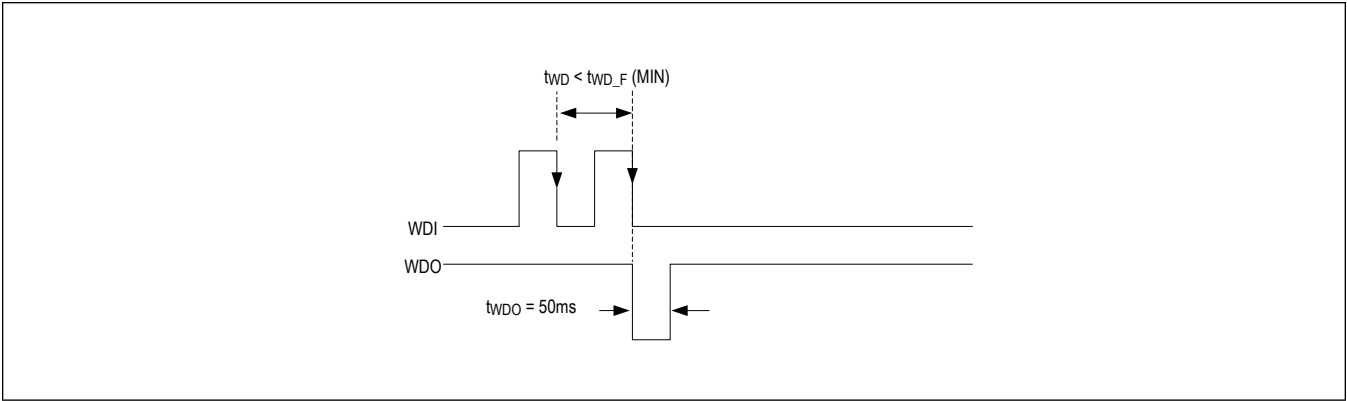 tWD < tWD_F (MIN)
WDI
WDO
tWDO = 50ms